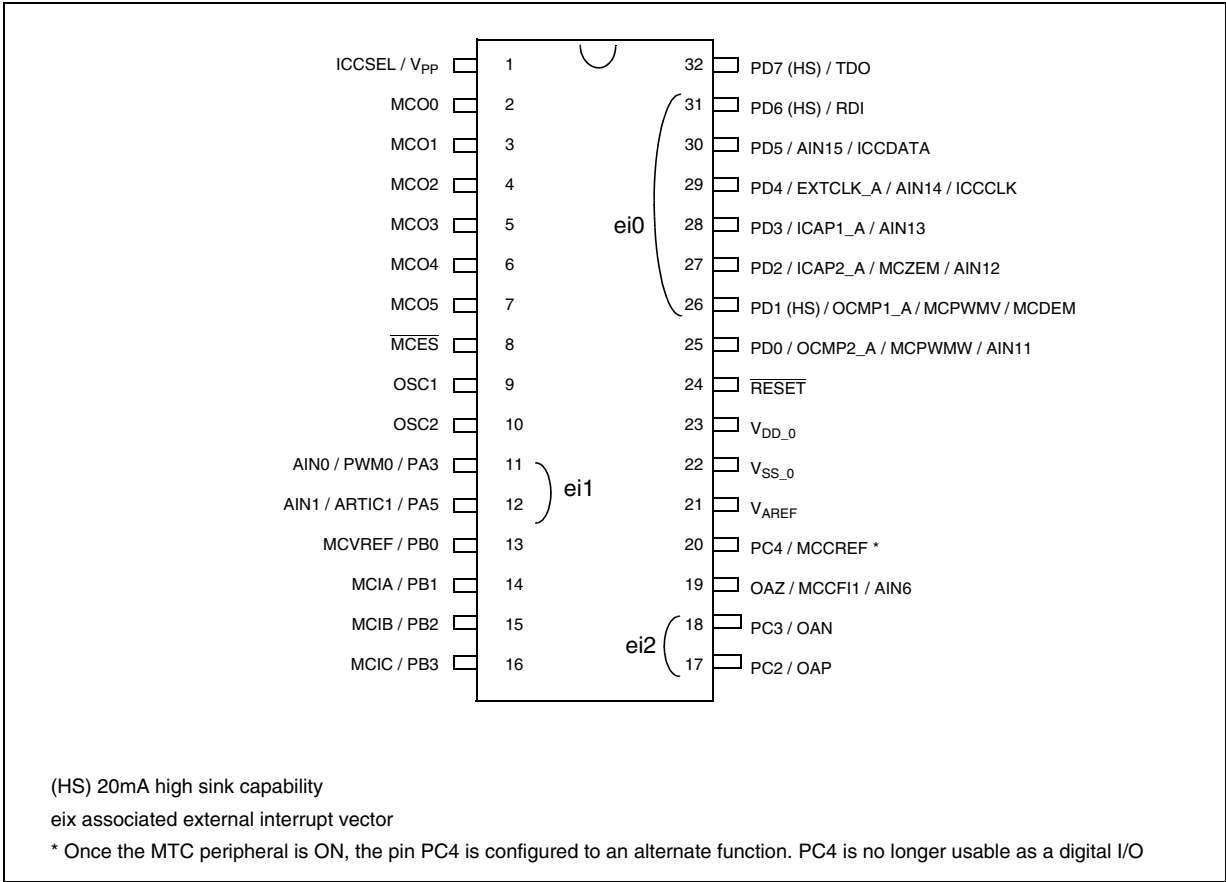 ICCSEL / VPP 1
MCO0 2
MCO1 3
MCO2 4
MCO3 5
MCO4 6
MCO5 7
MCES 8
OSC1 9
OSC2 10
AIN0 / PWM0 / PA3 11
AIN1 / ARTIC1 / PA5 12
ei1
MCVREF / PB0 13
MCIA / PB1 14
MCIB / PB2 15
MCIC / PB3 16
32 PD7 (HS) / TDO
31 PD6 (HS) / RDI
30 PD5 / AIN15 / ICCDATA
29 PD4 / EXTCLK_A / AIN14 / ICCCLK
ei0
28 PD3 / ICAP1_A / AIN13
27 PD2 / ICAP2_A / MCZEM / AIN12
26 PD1 (HS) / OCMP1_A / MCPWMV / MCDEM
25 PD0 / OCMP2_A / MCPWMW / AIN11
24 RESET
23 VDD_0
22 VSS_0
21 VAREF
20 PC4 / MCCREF *
19 OAZ / MCCFI1 / AIN6
18 PC3 / OAN
ei2
17 PC2 / OAP
(HS) 20mA high sink capability
eix associated external interrupt vector
* Once the MTC peripheral is ON, the pin PC4 is configured to an alternate function. PC4 is no longer usable as a digital I/O